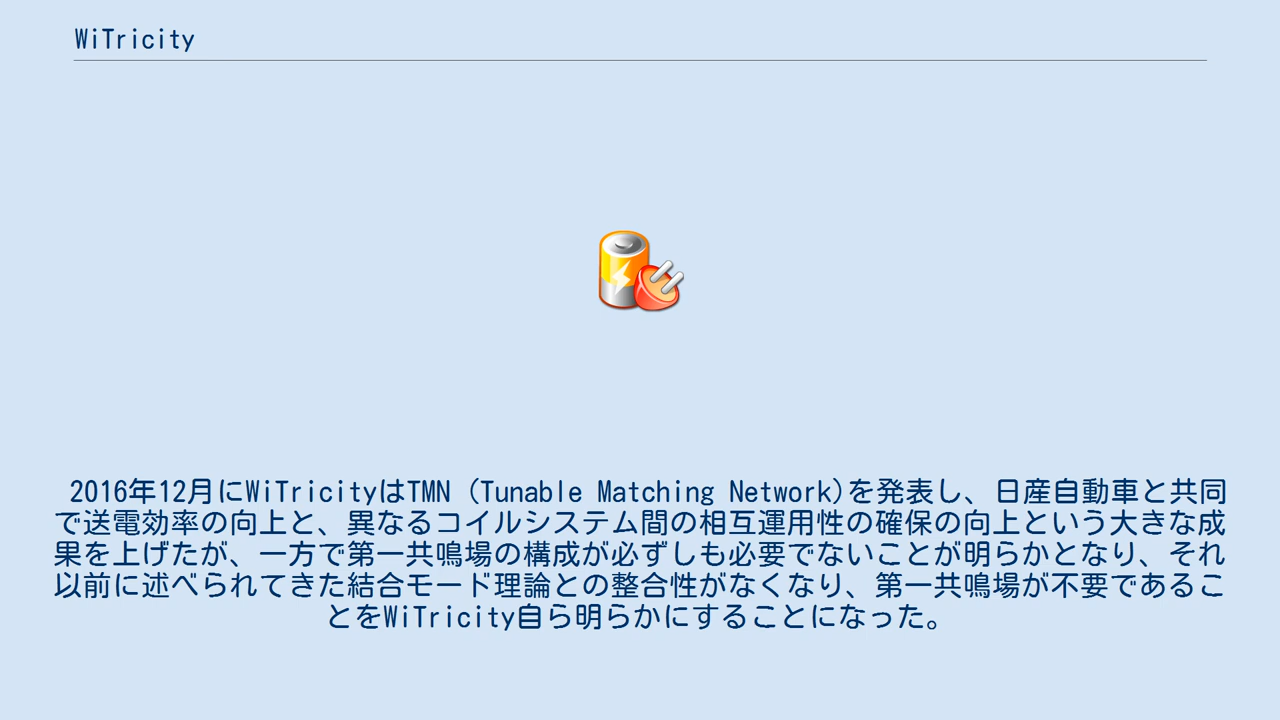 WiTricity
2016年12月にWiTricityはTMN (Tunable Matching Network)を発表し、日産自動車と共同
で送電効率の向上と、異なるコイルシステム間の相互運用性の確保の向上という大きな成
果を上げたが、一方で第一共鳴場の構成が必ずしも必要でないことが明らかとなり、それ
以前に述べられてきた結合モード理論との整合性がなくなり、第一共鳴場が不要であるこ
とをWiTricity自ら明らかにすることになった。